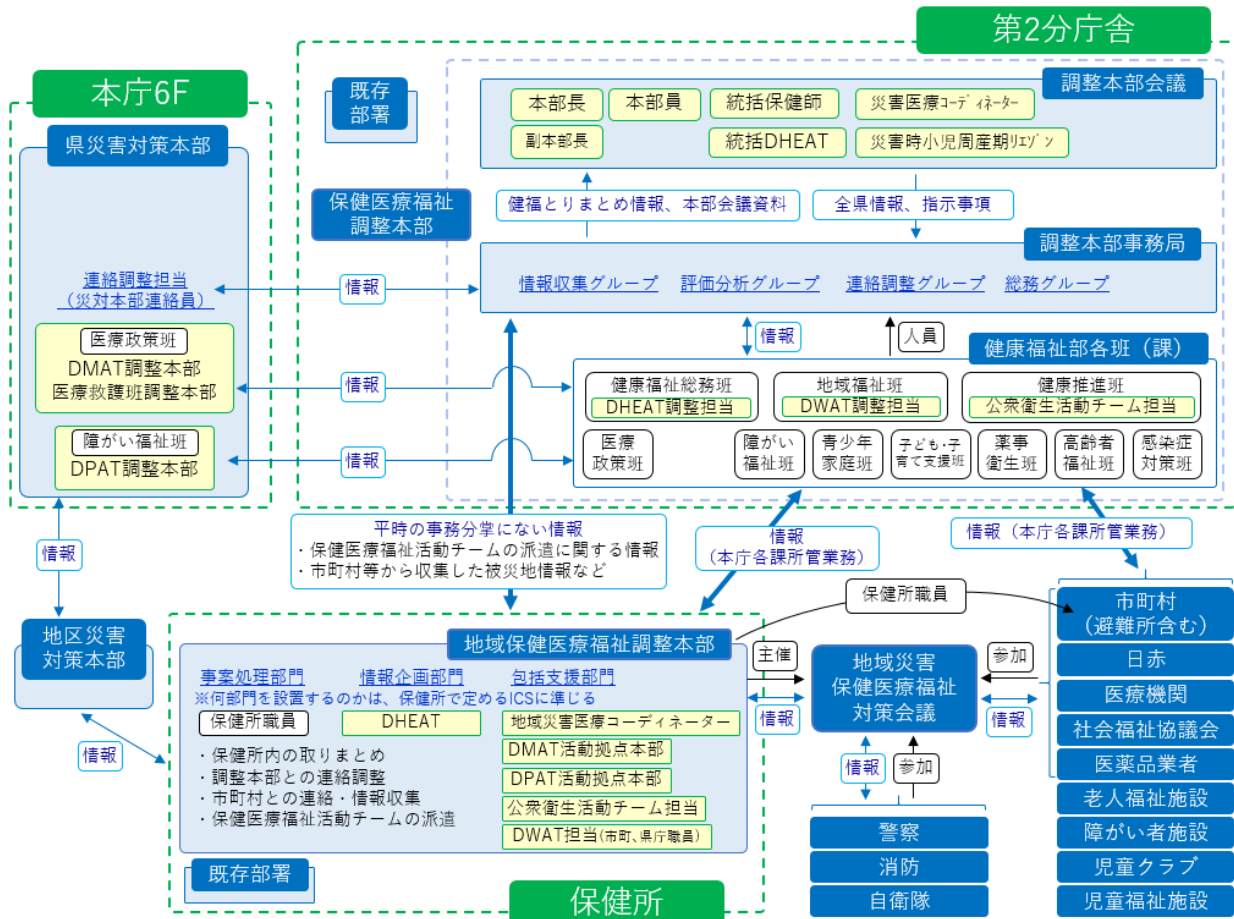 第2分庁舎
本庁6F
県災害対策本部
連絡調整担当
（災対本部連絡員）
医療政策班
DMAT調整本部
医療救護班調整本部
障がい福祉班
DPAT調整本部
既存
部署
調整本部会議
本部長
本部員
統括保健師
災害医療ｺｰﾃﾞｨﾈｰﾀｰ
副本部長
統括DHEAT
災害時小児周産期ﾘｴｿﾞﾝ
保健医療福祉
調整本部
健福とりまとめ情報、本部会議資料
全県情報、指示事項
調整本部事務局
情報収集グループ
評価分析グループ
連絡調整グループ
総務グループ
情報
情報
人員
健康福祉部各班（課）
情報
健康福祉総務班
DHEAT調整担当
地域福祉班
DWAT調整担当
健康推進班
公衆衛生活動チーム担当
情報
医療
政策班
障がい
福祉班
青少年
家庭班
子ども・子
育て支援班
薬事
衛生班
高齢者
福祉班
感染症
対策班
平時の事務分掌にない情報
・保健医療福祉活動チームの派遣に関する情報
・市町村等から収集した被災地情報など
情報
（本庁各課所管業務）
情報（本庁各課所管業務）
情報
地区災害
対策本部
情報
地域保健医療福祉調整本部
事案処理部門
情報企画部門
包括支援部門
※何部門を設置するのかは、保健所で定めるICSに準じる
保健所職員
DHEAT
地域災害医療コーディネーター
DMAT活動拠点本部
DPAT活動拠点本部
公衆衛生活動チーム担当
DWAT担当(市町、県庁職員)
・保健所内の取りまとめ
・調整本部との連絡調整
・市町村との連絡・情報収集
・保健医療福祉活動チームの派遣
既存部署
保健所
保健所職員
主催
情報
地域災害
保健医療福祉
対策会議
参加
情報
情報
参加
警察
消防
自衛隊
市町村
（避難所含む）
日赤
医療機関
社会福祉協議会
医薬品業者
老人福祉施設
障がい者施設
児童クラブ
児童福祉施設